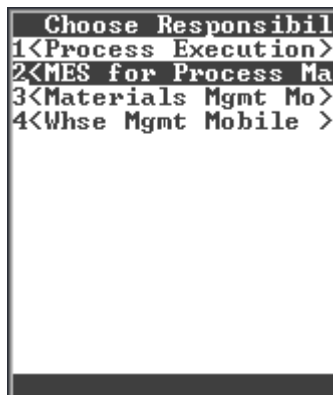 Choose Responsibil
1<Process Execution>
2<MES for Process Ma
3<Materials Mgmt Mo>
4<Whse Mgmt Mobile >